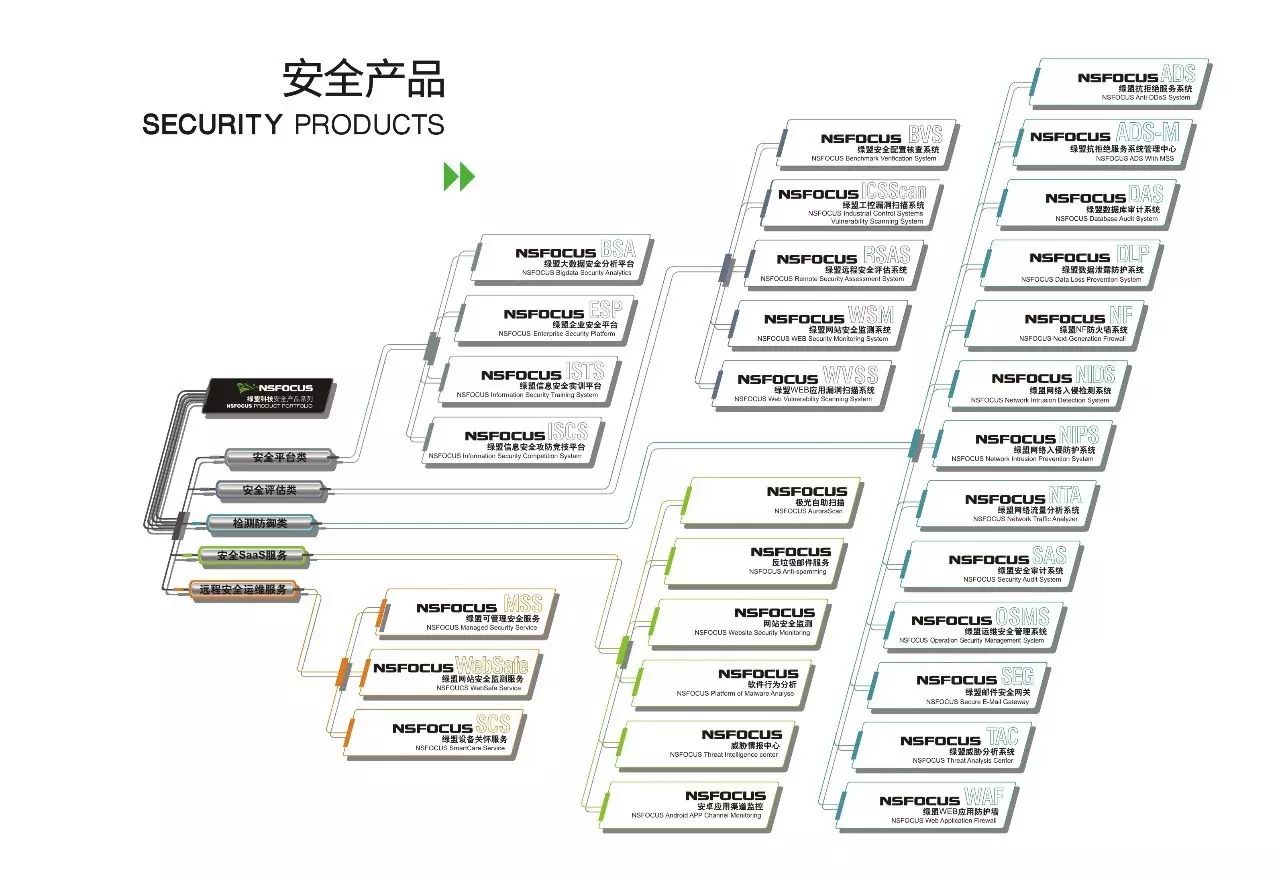 安全产品
SECURITY PRODUCTS
NSFOCUS
绿盟科技安全产品系列
NSFOCUS PRODUCT PORTFOLIO
安全平台类
安全评估类
检测防御类
安全SaaS服务
远程安全运维服务
NSFOCUS BSA
绿盟大数据安全分析平台
NSFOCUS Bigdata Security Analytics
NSFOCUS ESP
绿盟企业安全平台
NSFOCUS Enterprise Security Platform
NSFOCUS ISTS
绿盟信息安全实训平台
NSFOCUS Information Security Training System
NSFOCUS ISCS
绿盟信息安全攻防竞技平台
NSFOCUS Information Security Competition System
NSFOCUS BVS
绿盟安全配置核查系统
NSFOCUS Benchmark Verification System
NSFOCUS ICSScan
绿盟工控漏洞扫描系统
NSFOCUS Industrial Control Systems
Vulnerability Scanning System
NSFOCUS RSAS
绿盟远程安全评估系统
NSFOCUS Remote Security Assessment System
NSFOCUS WSM
绿盟网站安全监测系统
NSFOCUS WEB Security Monitoring System
NSFOCUS WVSS
绿盟WEB应用漏洞扫描系统
NSFOCUS Web Vulnerability Scanning System
NSFOCUS ADS
绿盟抗拒绝服务系统
NSFOCUS Anti-DDoS System
NSFOCUS ADS-M
绿盟抗拒绝服务系统管理中心
NSFOCUS ADS With MSS
NSFOCUS DAS
绿盟数据库审计系统
NSFOCUS Database Audit System
NSFOCUS DLP
绿盟数据泄露防护系统
NSFOCUS Data Loss Prevention System
NSFOCUS NF
绿盟NF防火墙系统
NSFOCUS Next-Generation Firewall
NSFOCUS NIDS
绿盟网络入侵检测系统
NSFOCUS Network Intrusion Detection System
NSFOCUS NIPS
绿盟网络入侵防护系统
NSFOCUS Network Intrusion Prevention System
NSFOCUS NTA
绿盟网络流量分析系统
NSFOCUS Network Traffic Analyzer
NSFOCUS SAS
绿盟安全审计系统
NSFOCUS Security Audit System
NSFOCUS OSMS
绿盟运维安全管理系统
NSFOCUS Operation Security Management System
NSFOCUS SEG
绿盟邮件安全网关
NSFOCUS Secure E-Mail Gateway
NSFOCUS TAC
绿盟威胁分析系统
NSFOCUS Threat Analysis Center
NSFOCUS WAF
绿盟WEB应用防护墙
NSFOCUS Web Application Firewall
NSFOCUS
极光自助扫描
NSFOCUS AuroraScan
NSFOCUS
反垃圾邮件服务
NSFOCUS Anti-spamming
NSFOCUS
网站安全监测
NSFOCUS Website Security Monitoring
NSFOCUS
软件行为分析
NSFOCUS Platform of Malware Analyse
NSFOCUS
威胁情报中心
NSFOCUS Threat Intelligence center
NSFOCUS
安卓应用渠道监控
NSFOCUS Android APP Channel Monitoring
NSFOCUS MSS
绿盟可管理安全服务
NSFOCUS Managed Security Service
NSFOCUS WebSafe
绿盟网站安全监测服务
NSFOUCS WebSafe Service
NSFOCUS SCS
绿盟设备关怀服务
NSFOCUS SmartCare Service